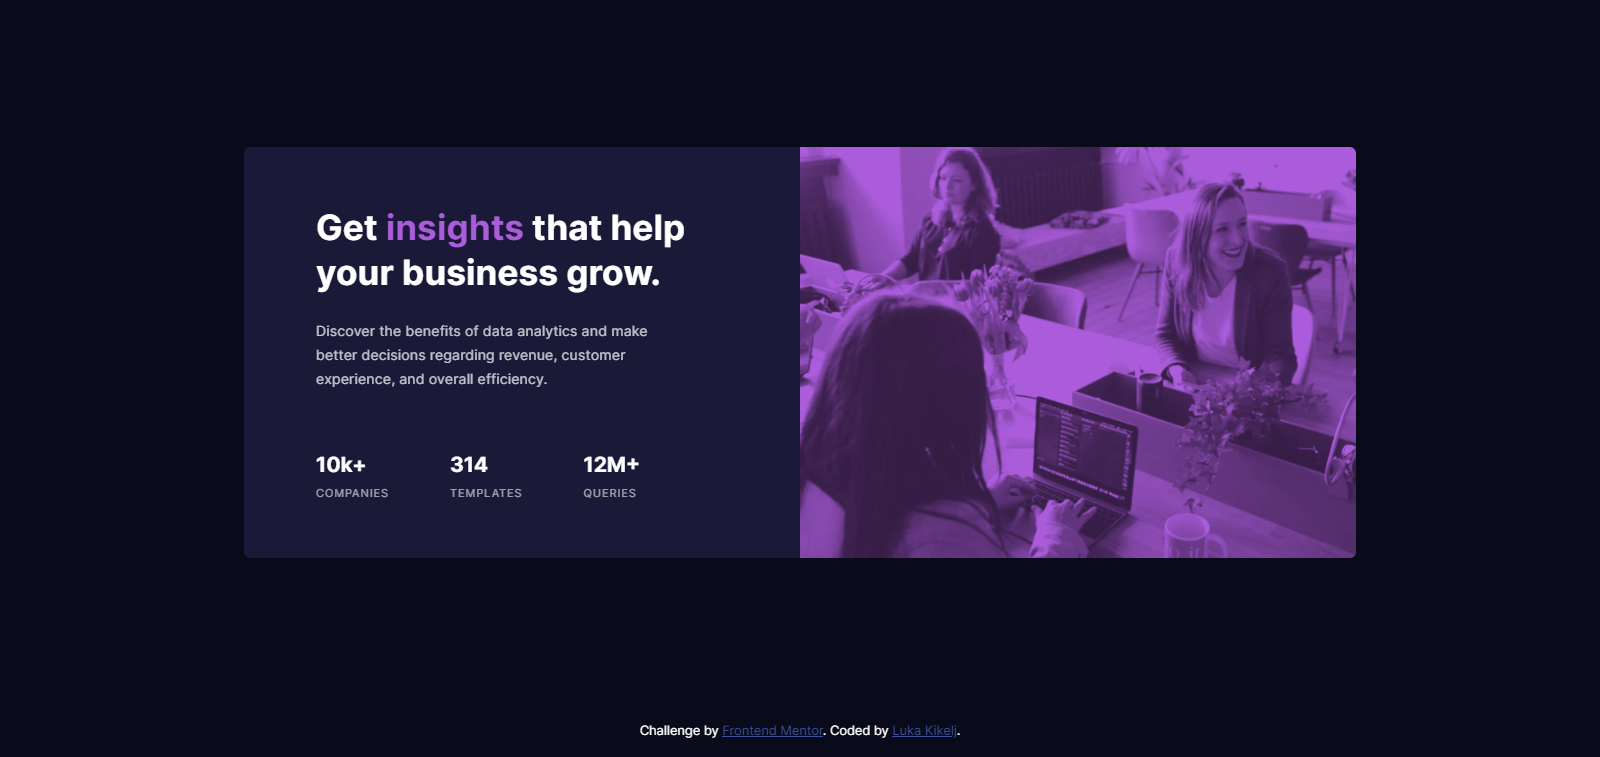 Get insights that help
your business grow.
Discover the benefits of data analytics and make
better decisions regarding revenue, customer
experience, and overall efficiency.
10k+
COMPANIES
314
TEMPLATES
12M+
QUERIES
Challenge by Frontend Mentor. Coded by Luka Kikelj.